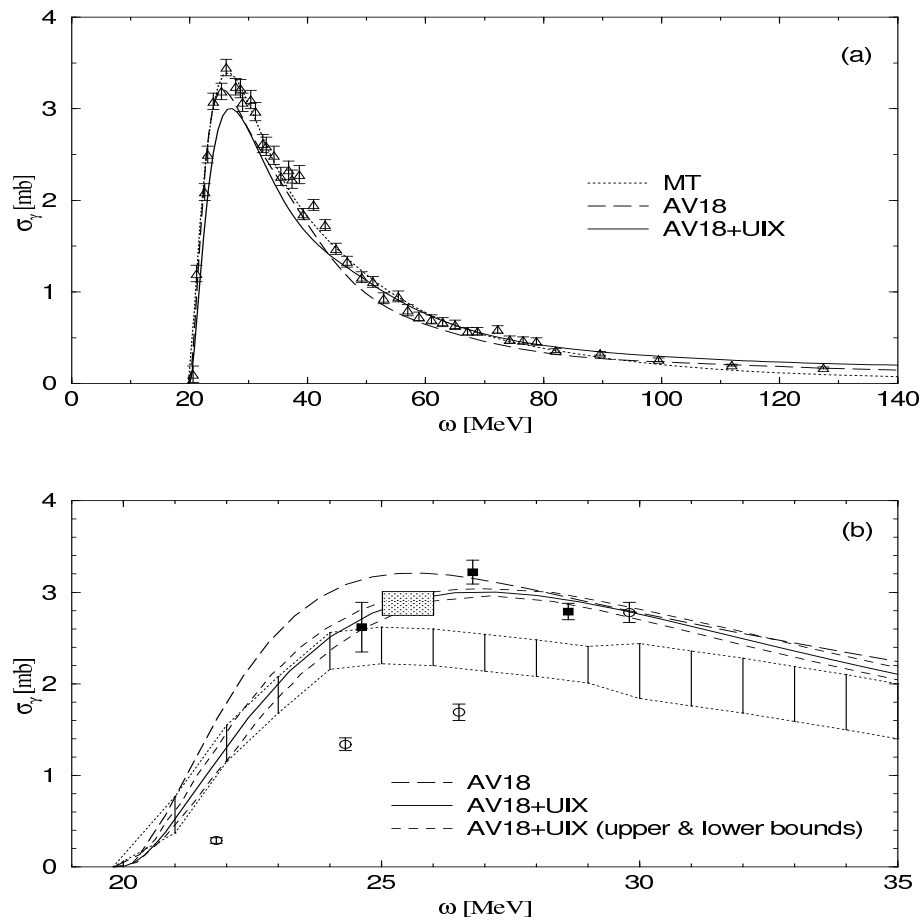 4
3
2
1
0
σγ [mb]
(a)
MT
AV18
AV18+UIX
0 20 40 60 80 100 120 140
ω [MeV]
4
3
2
1
0
σγ [mb]
(b)
AV18
AV18+UIX
AV18+UIX (upper & lower bounds)
20 25 30 35
ω [MeV]